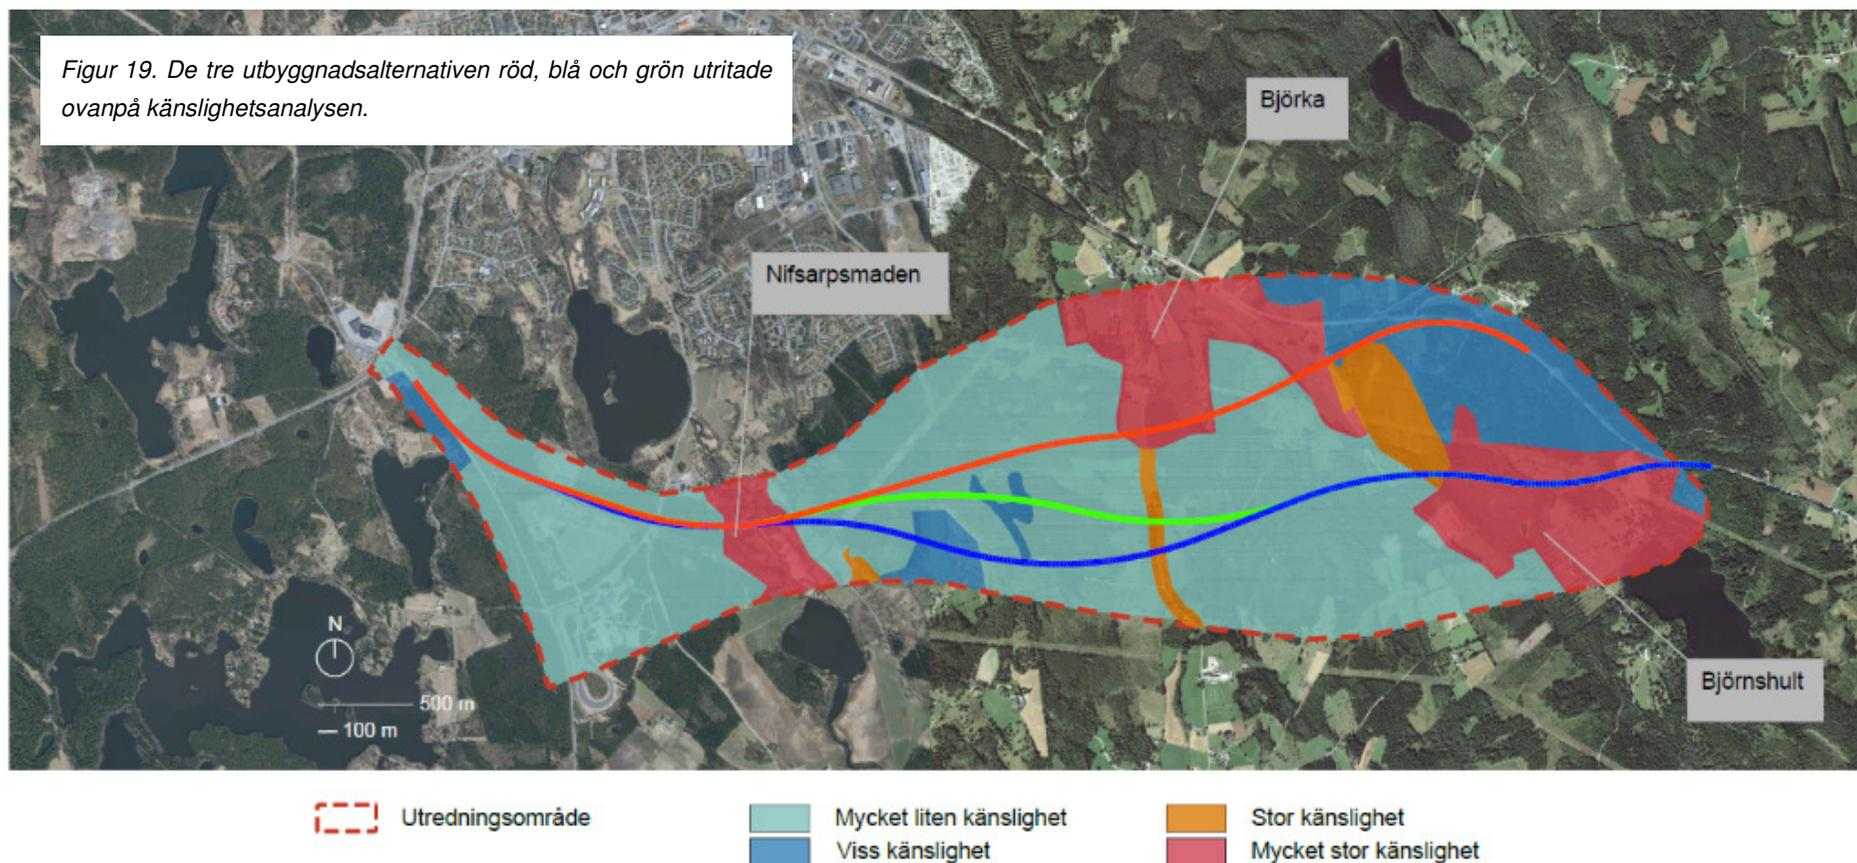 Figur 19. De tre utbyggnadsalternativen röd, blå och grön utritade
ovanpå känslighetsanalysen.
Björka
Nifsarpsmaden
N
500 m
100 m
Björnshult
Utredningsområde
Mycket liten känslighet
Viss känslighet
Stor känslighet
Mycket stor känslighet